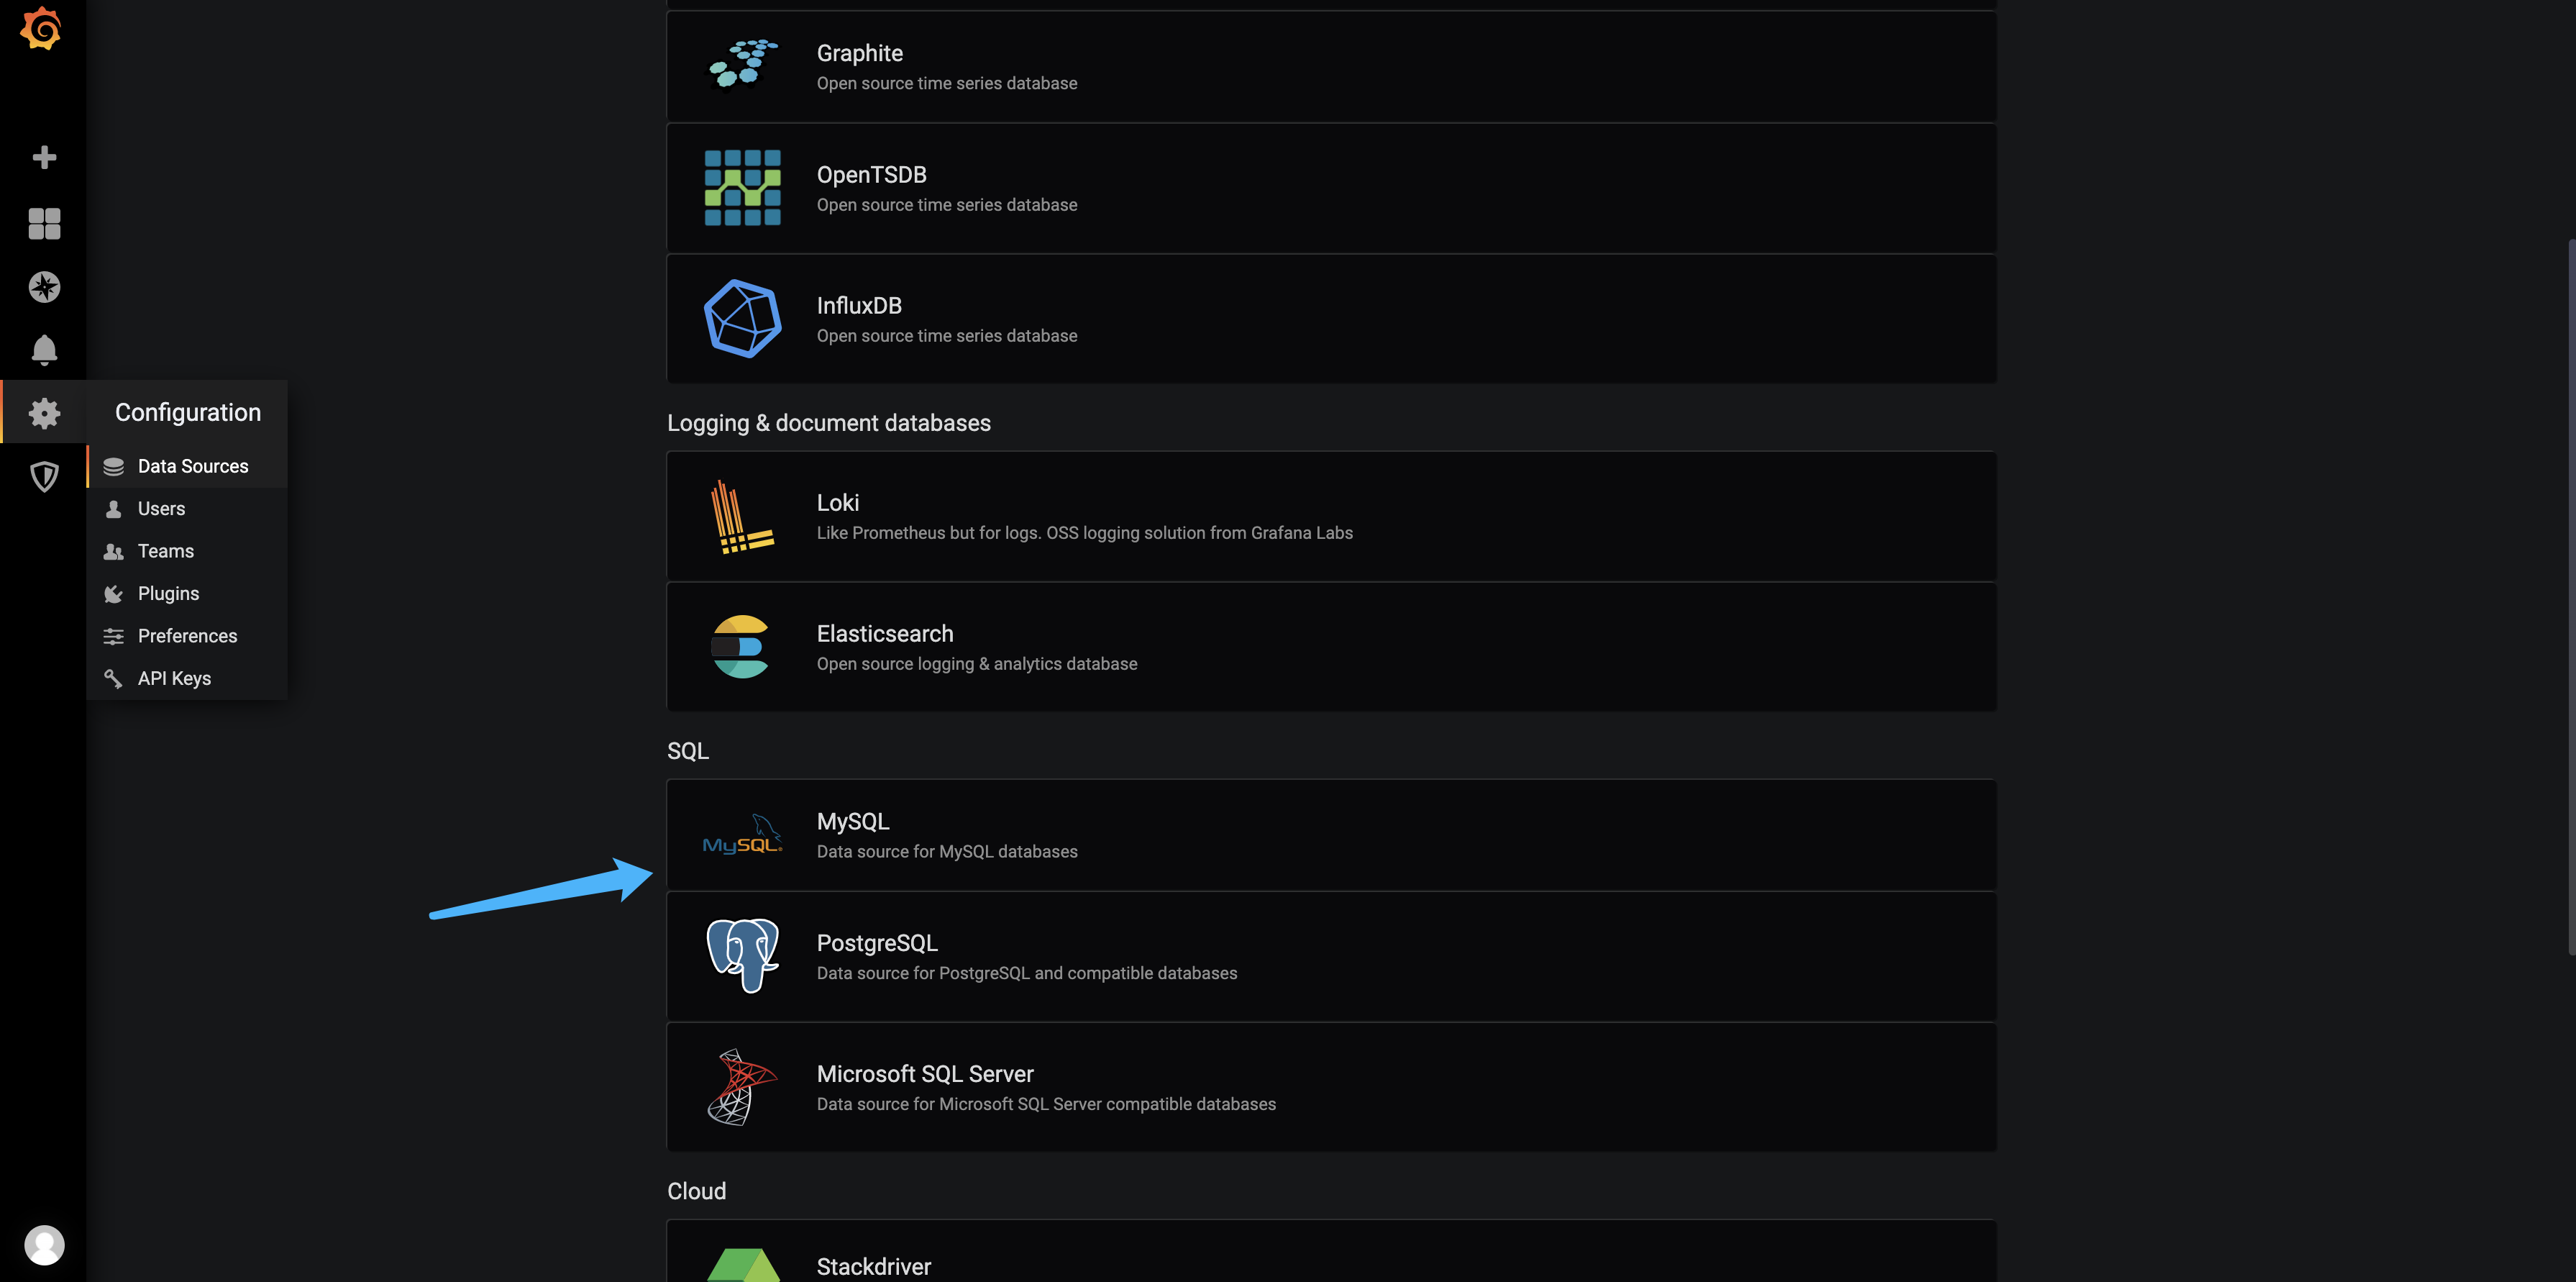 Graphite
Open source time series database
OpenTSDB
Open source time series database
InfluxDB
Open source time series database
Configuration
Data Sources
Users
Teams
Plugins
Preferences
API Keys
Logging & document databases
Loki
Like Prometheus but for logs. OSS logging solution from Grafana Labs
Elasticsearch
Open source logging & analytics database
SQL
MySQL
MySQL
Data source for MySQL databases
PostgreSQL
Data source for PostgreSQL and compatible databases
Microsoft SQL Server
Data source for Microsoft SQL Server compatible databases
Cloud
Stackdriver